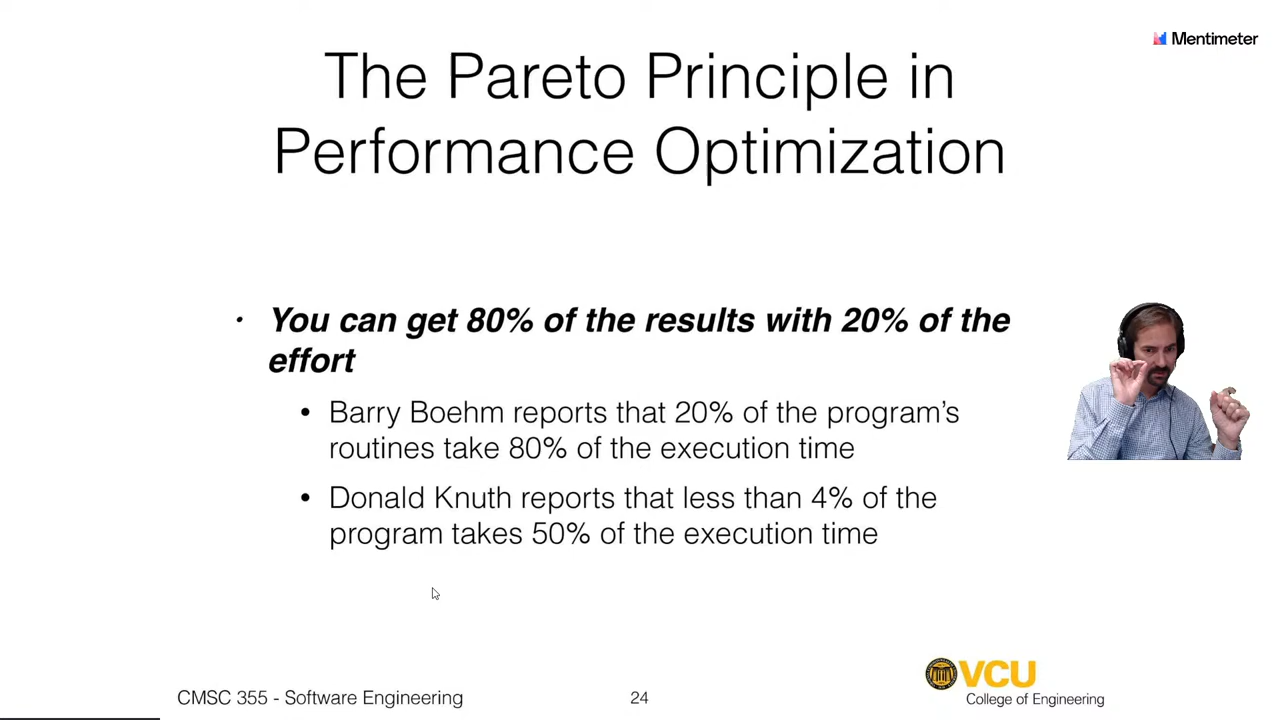 Mentimeter
The Pareto Principle in
Performance Optimization
• You can get 80% of the results with 20% of the
effort
• Barry Boehm reports that 20% of the program’s
routines take 80% of the execution time
• Donald Knuth reports that less than 4% of the
program takes 50% of the execution time
CMSC 355 - Software Engineering
24
VCU
College of Engineering